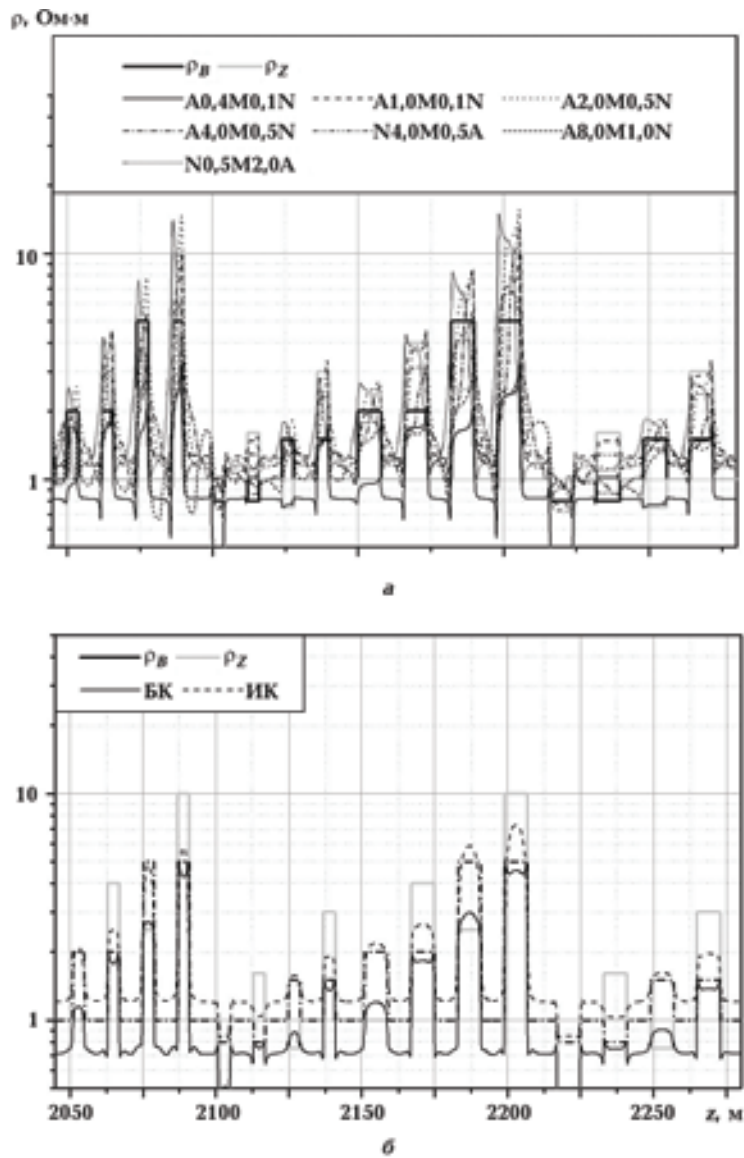 ρ, Ом·м
ρB ρZ
A0,4M0,1N A1,0M0,1N A2,0M0,5N
A4,0M0,5N N4,0M0,5A A8,0M1,0N
N0,5M2,0A
10
1
а
ρB ρZ
БК ИК
10
1
2050 2100 2150 2200 2250 z, м
б